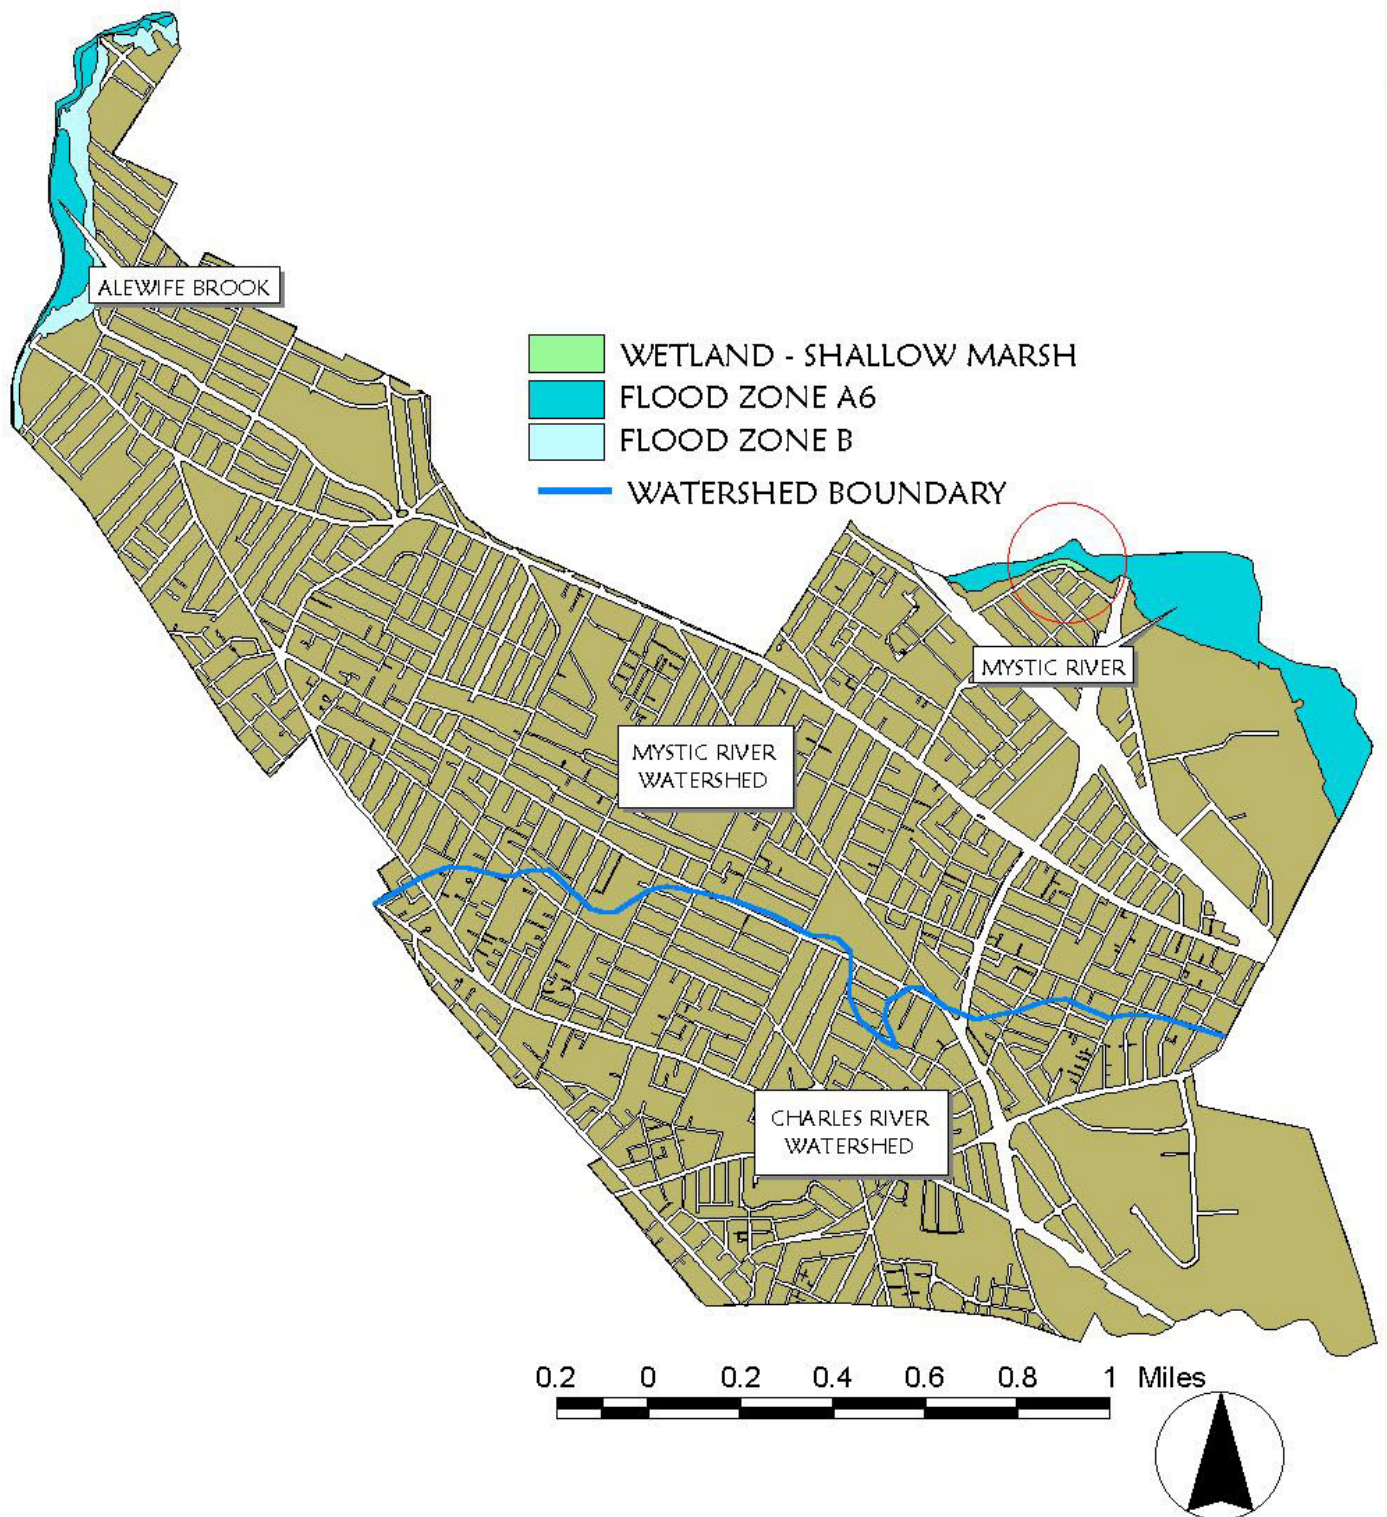 ALEWIFE BROOK
WETLAND - SHALLOW MARSH
FLOOD ZONE A6
FLOOD ZONE B
WATERSHED BOUNDARY
MYSTIC RIVER
MYSTIC RIVER
WATERSHED
CHARLES RIVER
WATERSHED
0.2 0 0.2 0.4 0.6 0.8 1 Miles